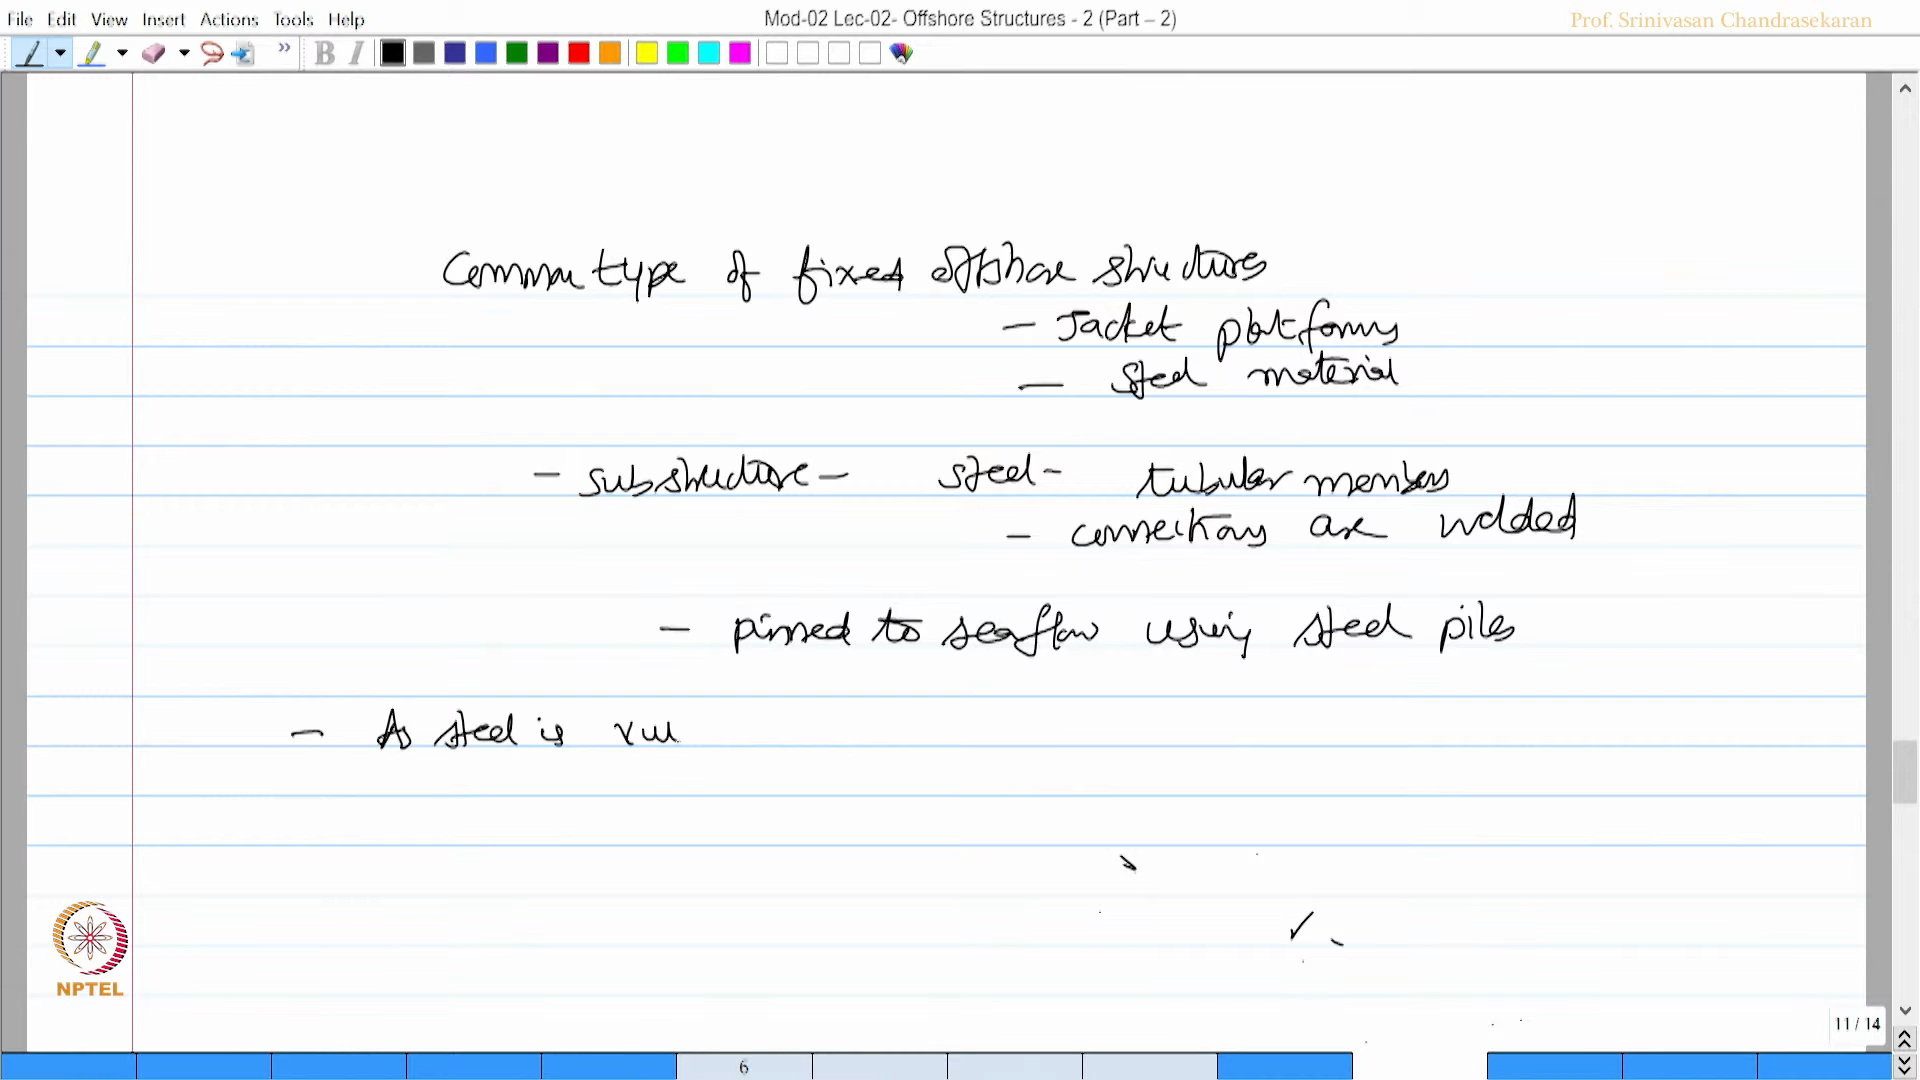 File Edit View Insert Actions Tools Help
Mod-02 Lec-02- Offshore Structures - 2 (Part – 2)
Prof. Srinivasan Chandrasekaran
B I
Common type of fixed offshore structures
- Jacket platforms
- steel material
- substructure - steel - tubular members
- connections are welded
- pinned to seafloor using steel piles
- As steel is
NPTEL
11 / 14
6